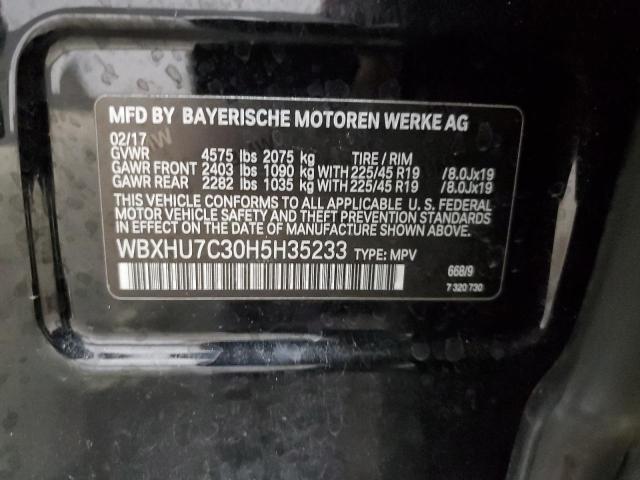 MFD BY BAYERISCHE MOTOREN WERKE AG
02/17
GVWR 4575 lbs 2075 kg TIRE / RIM
GAWR FRONT 2403 lbs 1090 kg WITH 225/45 R19 /8.0Jx19
GAWR REAR 2282 lbs 1035 kg WITH 225/45 R19 /8.0Jx19
THIS VEHICLE CONFORMS TO ALL APPLICABLE U. S. FEDERAL
MOTOR VEHICLE SAFETY AND THEFT PREVENTION STANDARDS
IN EFFECT ON THE DATE OF MANUFACTURE SHOWN ABOVE.
WBXHU7C30H5H35233 TYPE: MPV
668/9
7 320 730